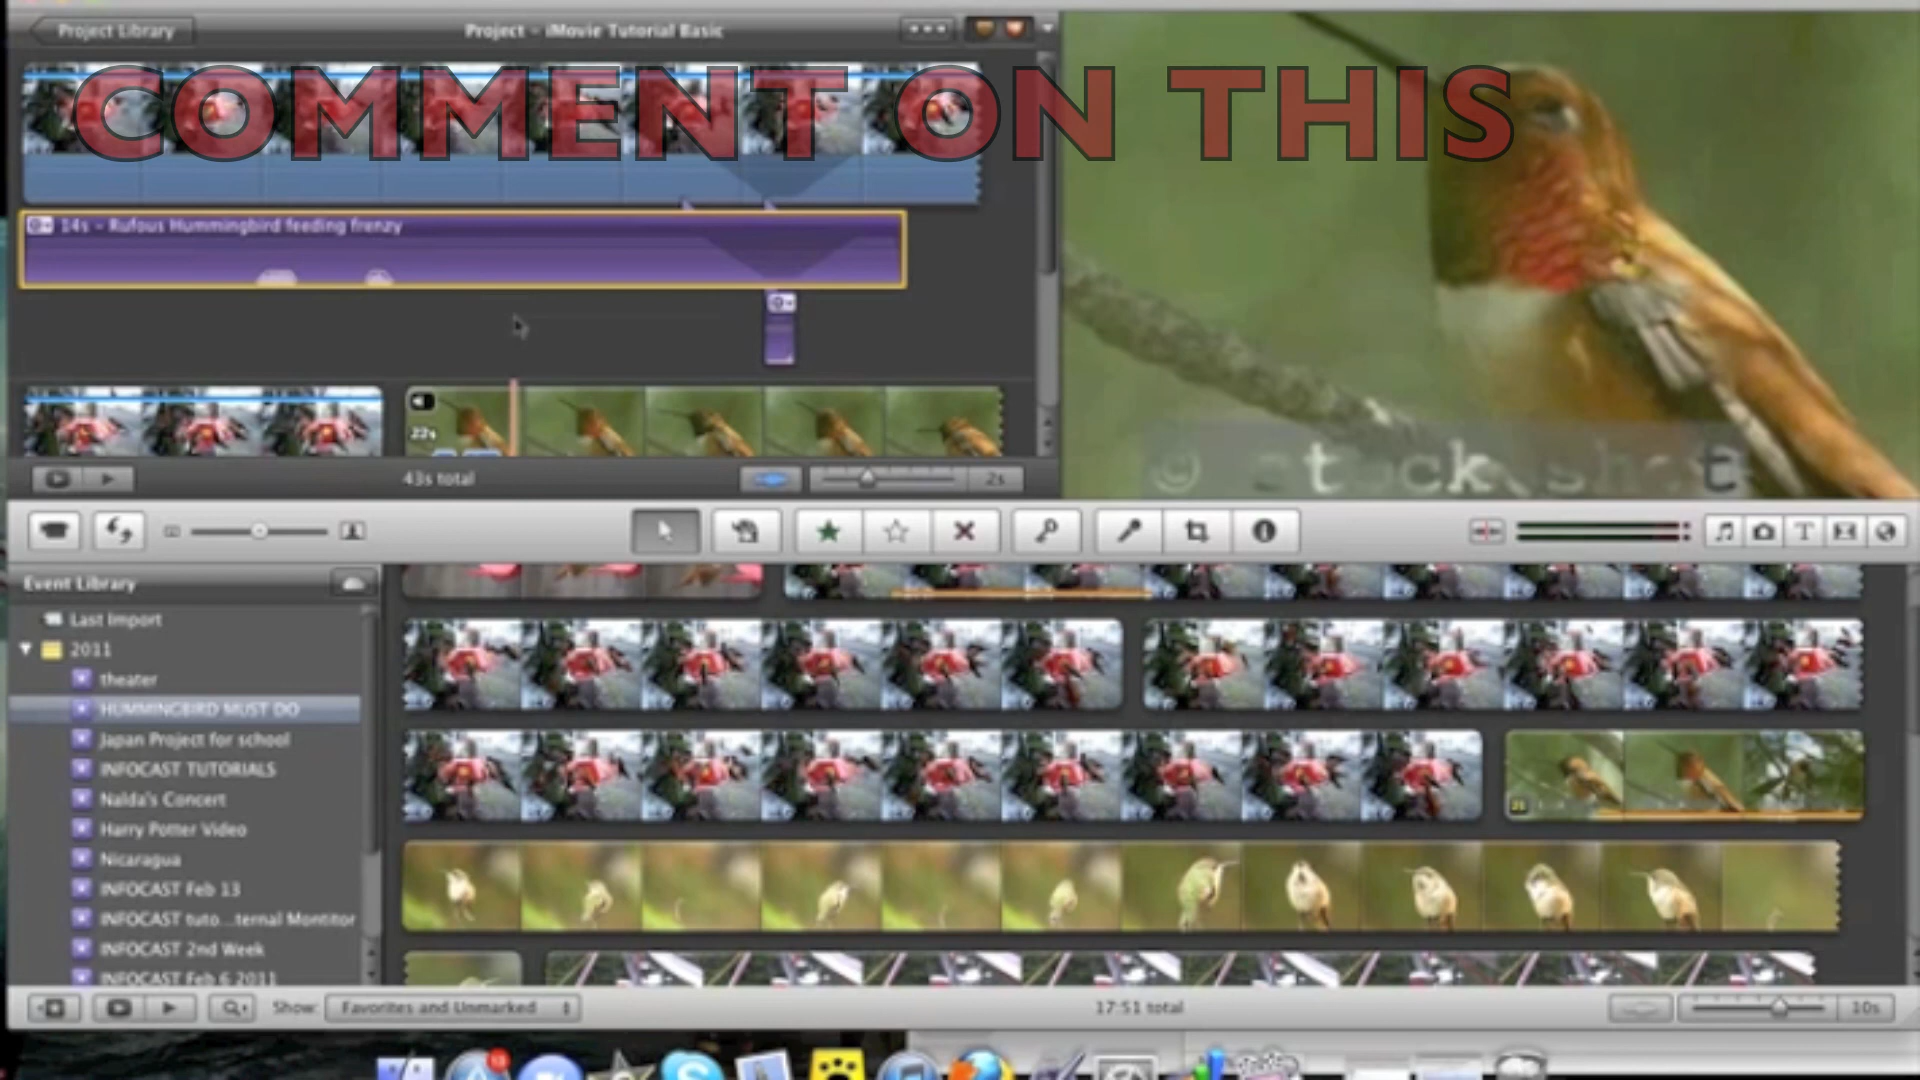 Project Library
Project - iMovie Tutorial Basic
COMMENT ON THIS
14s - Rufous Hummingbird feeding frenzy
22s
43s total
2s
Event Library
Last Import
2011
theater
HUMMINGBIRD MUST DO
Japan Project for school
INFOCAST TUTORIALS
Nalda's Concert
Harry Potter Video
Nicaragua
INFOCAST Feb 13
INFOCAST tuto...ternal Montitor
INFOCAST 2nd Week
INFOCAST Feb 6 2011
Show: Favorites and Unmarked
17:51 total
10s